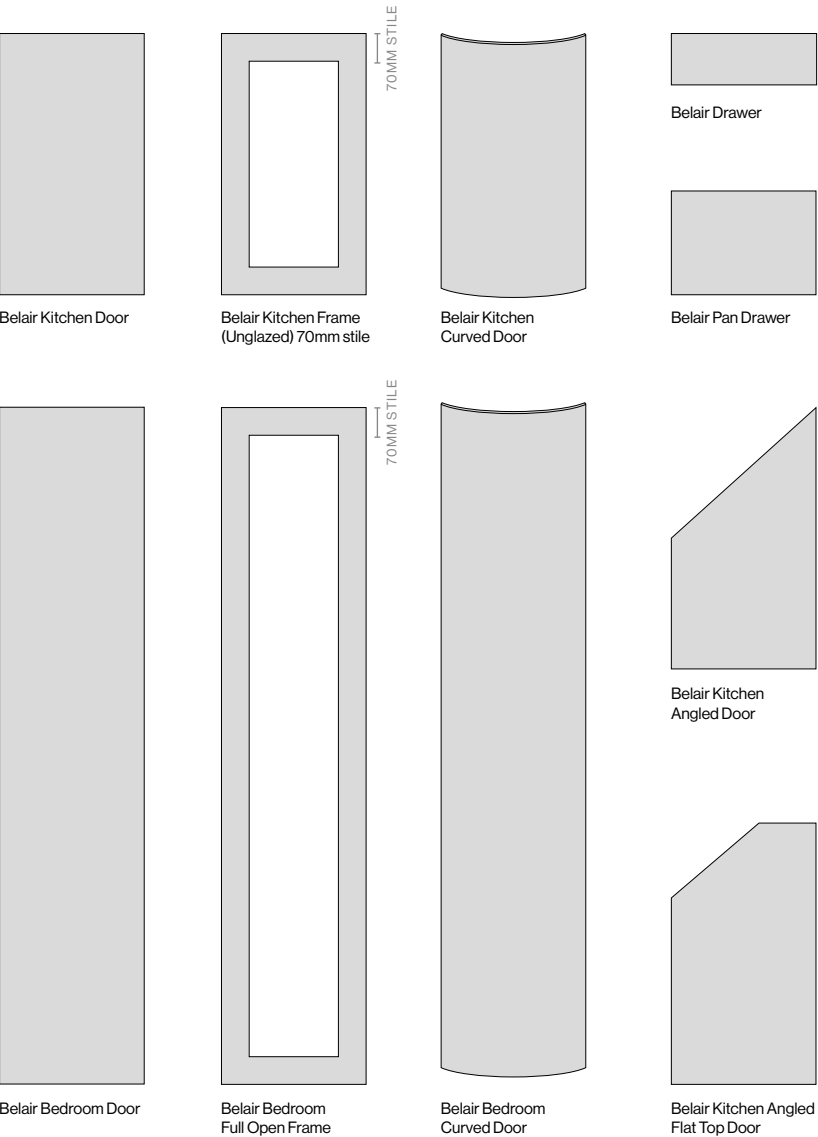 70MM STILE
Belair Drawer
Belair Kitchen Door
Belair Kitchen Frame
(Unglazed) 70mm stile
Belair Kitchen
Curved Door
Belair Pan Drawer
70MM STILE
Belair Kitchen
Angled Door
Belair Bedroom Door
Belair Bedroom
Full Open Frame
Belair Bedroom
Curved Door
Belair Kitchen Angled
Flat Top Door